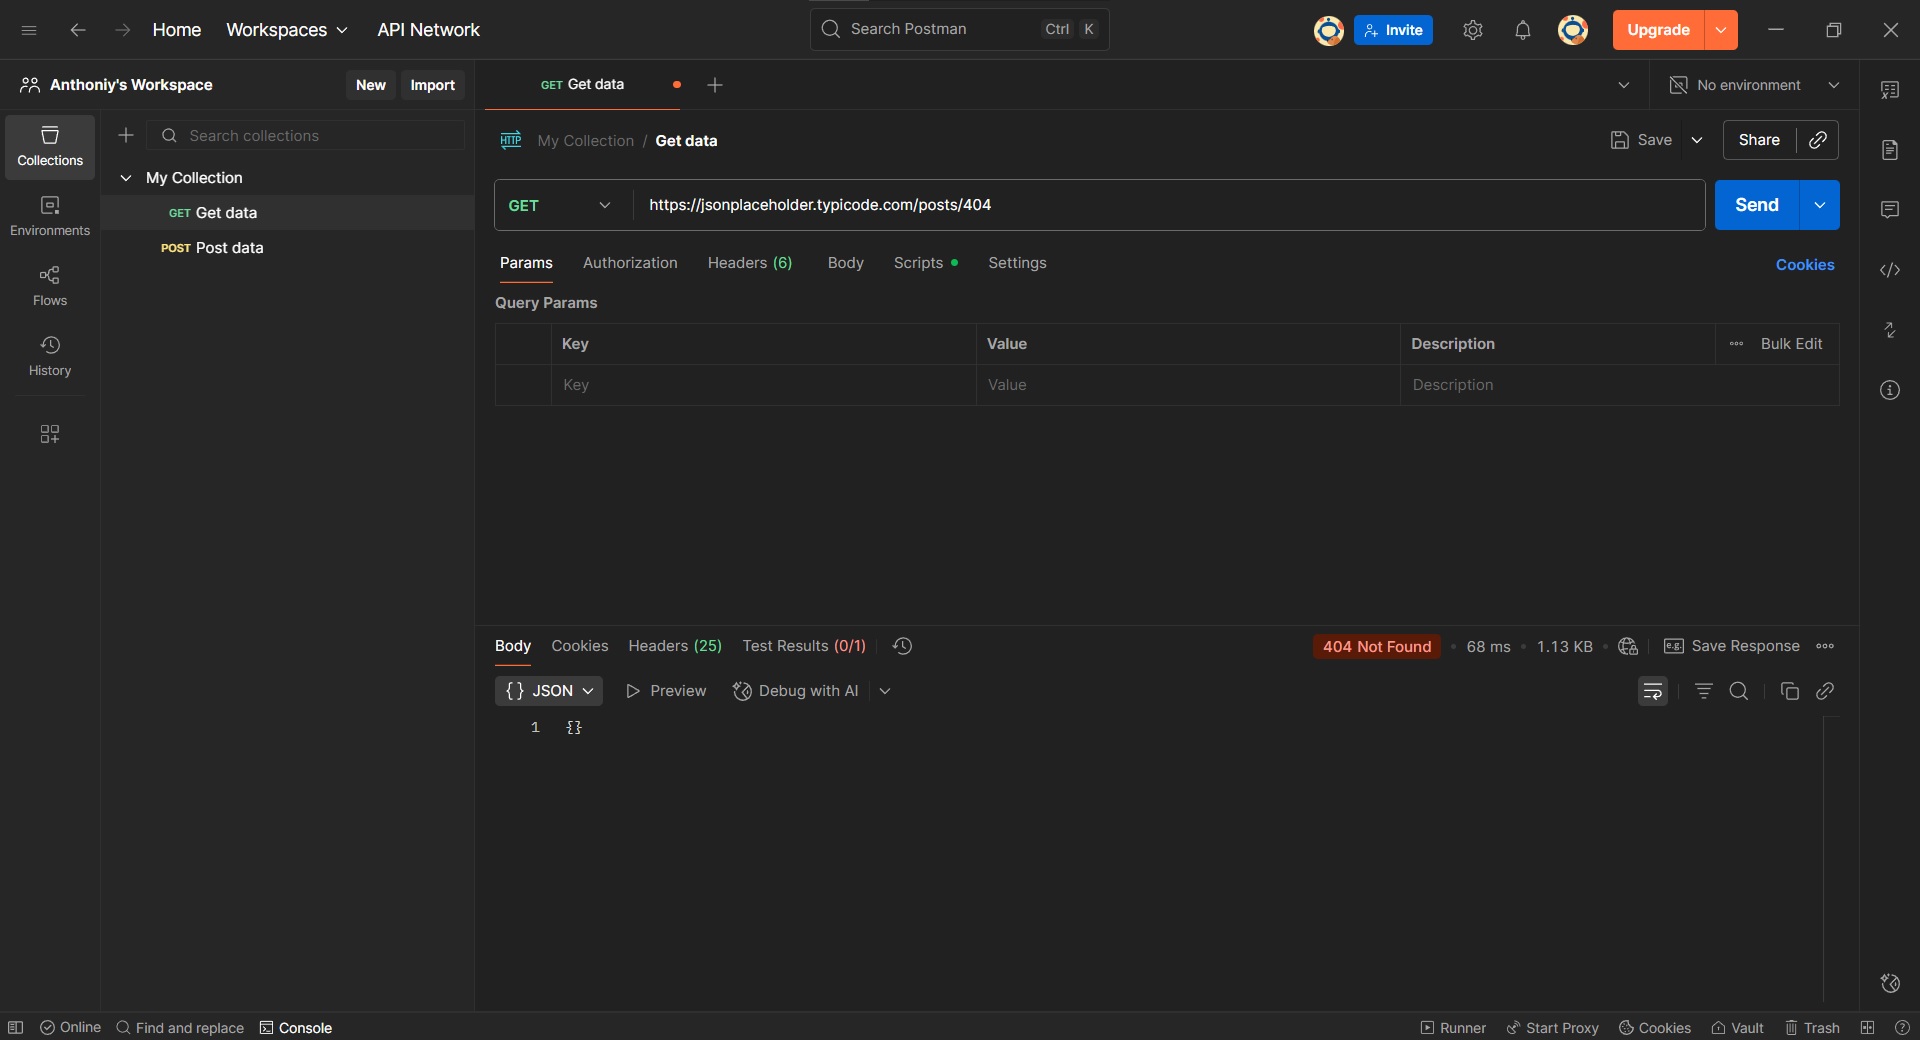 Home Workspaces API Network Search Postman Ctrl K Invite Upgrade
Anthoniy's Workspace New Import GET Get data No environment
Collections
Environments
Flows
History
Search collections
My Collection
GET Get data
POST Post data
HTTP My Collection / Get data Save Share
GET https://jsonplaceholder.typicode.com/posts/404 Send
Params Authorization Headers (6) Body Scripts Settings Cookies
Query Params
Key Value Description Bulk Edit
Key Value Description
Body Cookies Headers (25) Test Results (0/1) 404 Not Found 68 ms 1.13 KB e.g. Save Response
{} JSON Preview Debug with AI
1 {}
Online Find and replace Console Runner Start Proxy Cookies Vault Trash